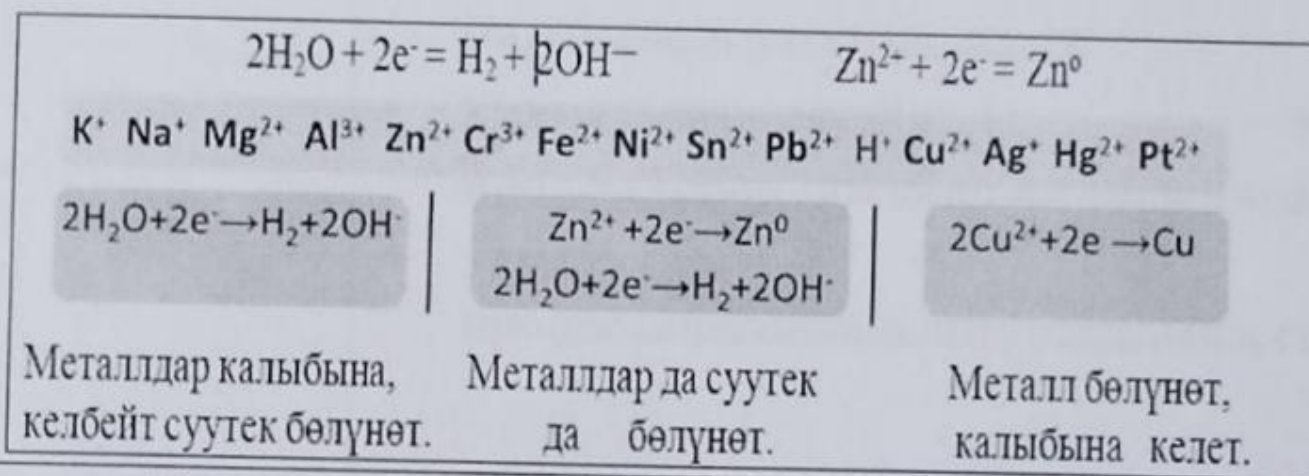 2H₂O + 2e⁻ = H₂ + 2OH⁻ Zn²⁺ + 2e⁻ = Zn⁰
K⁺ Na⁺ Mg²⁺ Al³⁺ Zn²⁺ Cr³⁺ Fe²⁺ Ni²⁺ Sn²⁺ Pb²⁺ H⁺ Cu²⁺ Ag⁺ Hg²⁺ Pt²⁺
2H₂O+2e⁻→H₂+2OH⁻
Zn²⁺ +2e⁻→Zn⁰
2H₂O+2e⁻→H₂+2OH⁻
2Cu²⁺+2e →Cu
Металлдар калыбына,
келбейт суутек бөлүнөт.
Металлдар да суутек
да бөлүнөт.
Металл бөлүнөт,
калыбына келет.